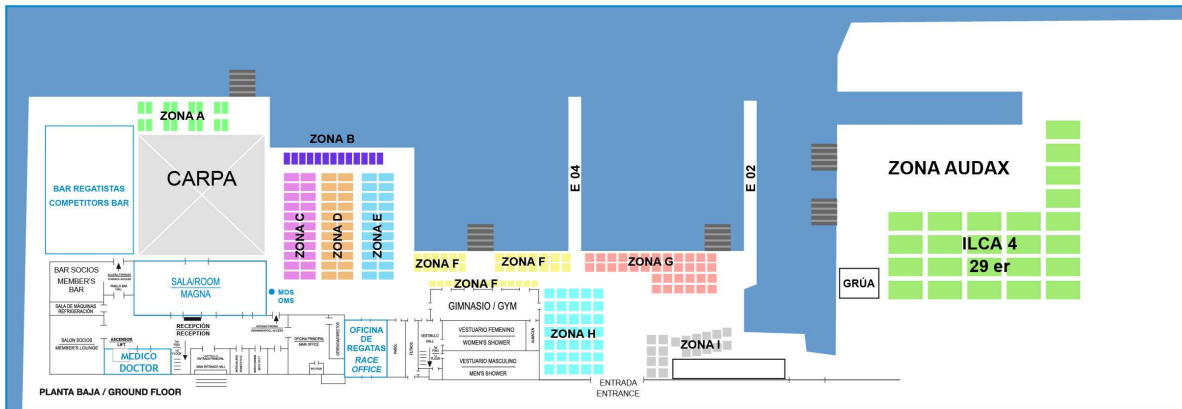 ZONA A
ZONA B
BAR REGATISTAS
COMPETITORS BAR
CARPA
ZONA C
ZONA D
ZONA E
E 04
E 02
ZONA AUDAX
ILCA 4
29 er
GRÚA
ZONA F
ZONA F
ZONA F
ZONA G
ZONA H
ZONA I
BAR SOCIOS
MEMBER'S
BAR
SALA/ROOM
MAGNA
MOS
OMS
SALA DE MÁQUINAS
REFRIGERACIÓN
RECEPCIÓN
RECEPTION
SALON SOCIOS
MEMBER'S LOUNGE
ASCENSOR
LIFT
MEDICO
DOCTOR
OFICINA PRINCIPAL
MAIN OFFICE
OFICINA DE
REGATAS
RACE
OFFICE
PAÑOL
GIMNASIO / GYM
VESTUARIO FEMENINO
WOMEN'S SHOWER
VESTUARIO MASCULINO
MEN'S SHOWER
ENTRADA
ENTRANCE
PLANTA BAJA / GROUND FLOOR